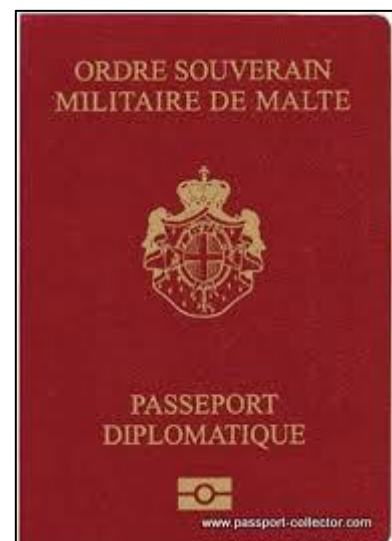 ORDRE SOUVERAIN
MILITAIRE DE MALTE
PASSEPORT
DIPLOMATIQUE
www.passport-collector.com